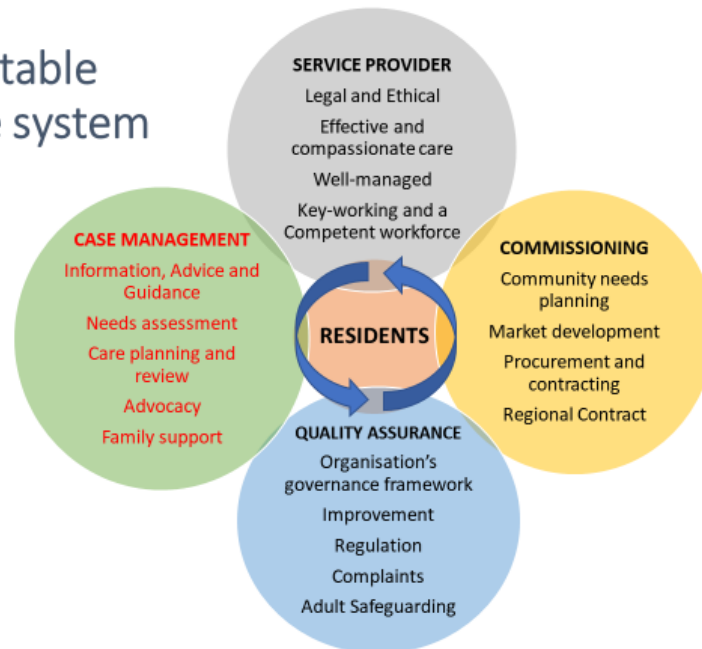 table
e system
SERVICE PROVIDER
Legal and Ethical
Effective and
compassionate care
Well-managed
Key-working and a
Competent workforce
CASE MANAGEMENT
Information, Advice and
Guidance
Needs assessment
Care planning and
review
Advocacy
Family support
COMMISSIONING
Community needs
planning
Market development
Procurement and
contracting
Regional Contract
RESIDENTS
QUALITY ASSURANCE
Organisation's
governance framework
Improvement
Regulation
Complaints
Adult Safeguarding